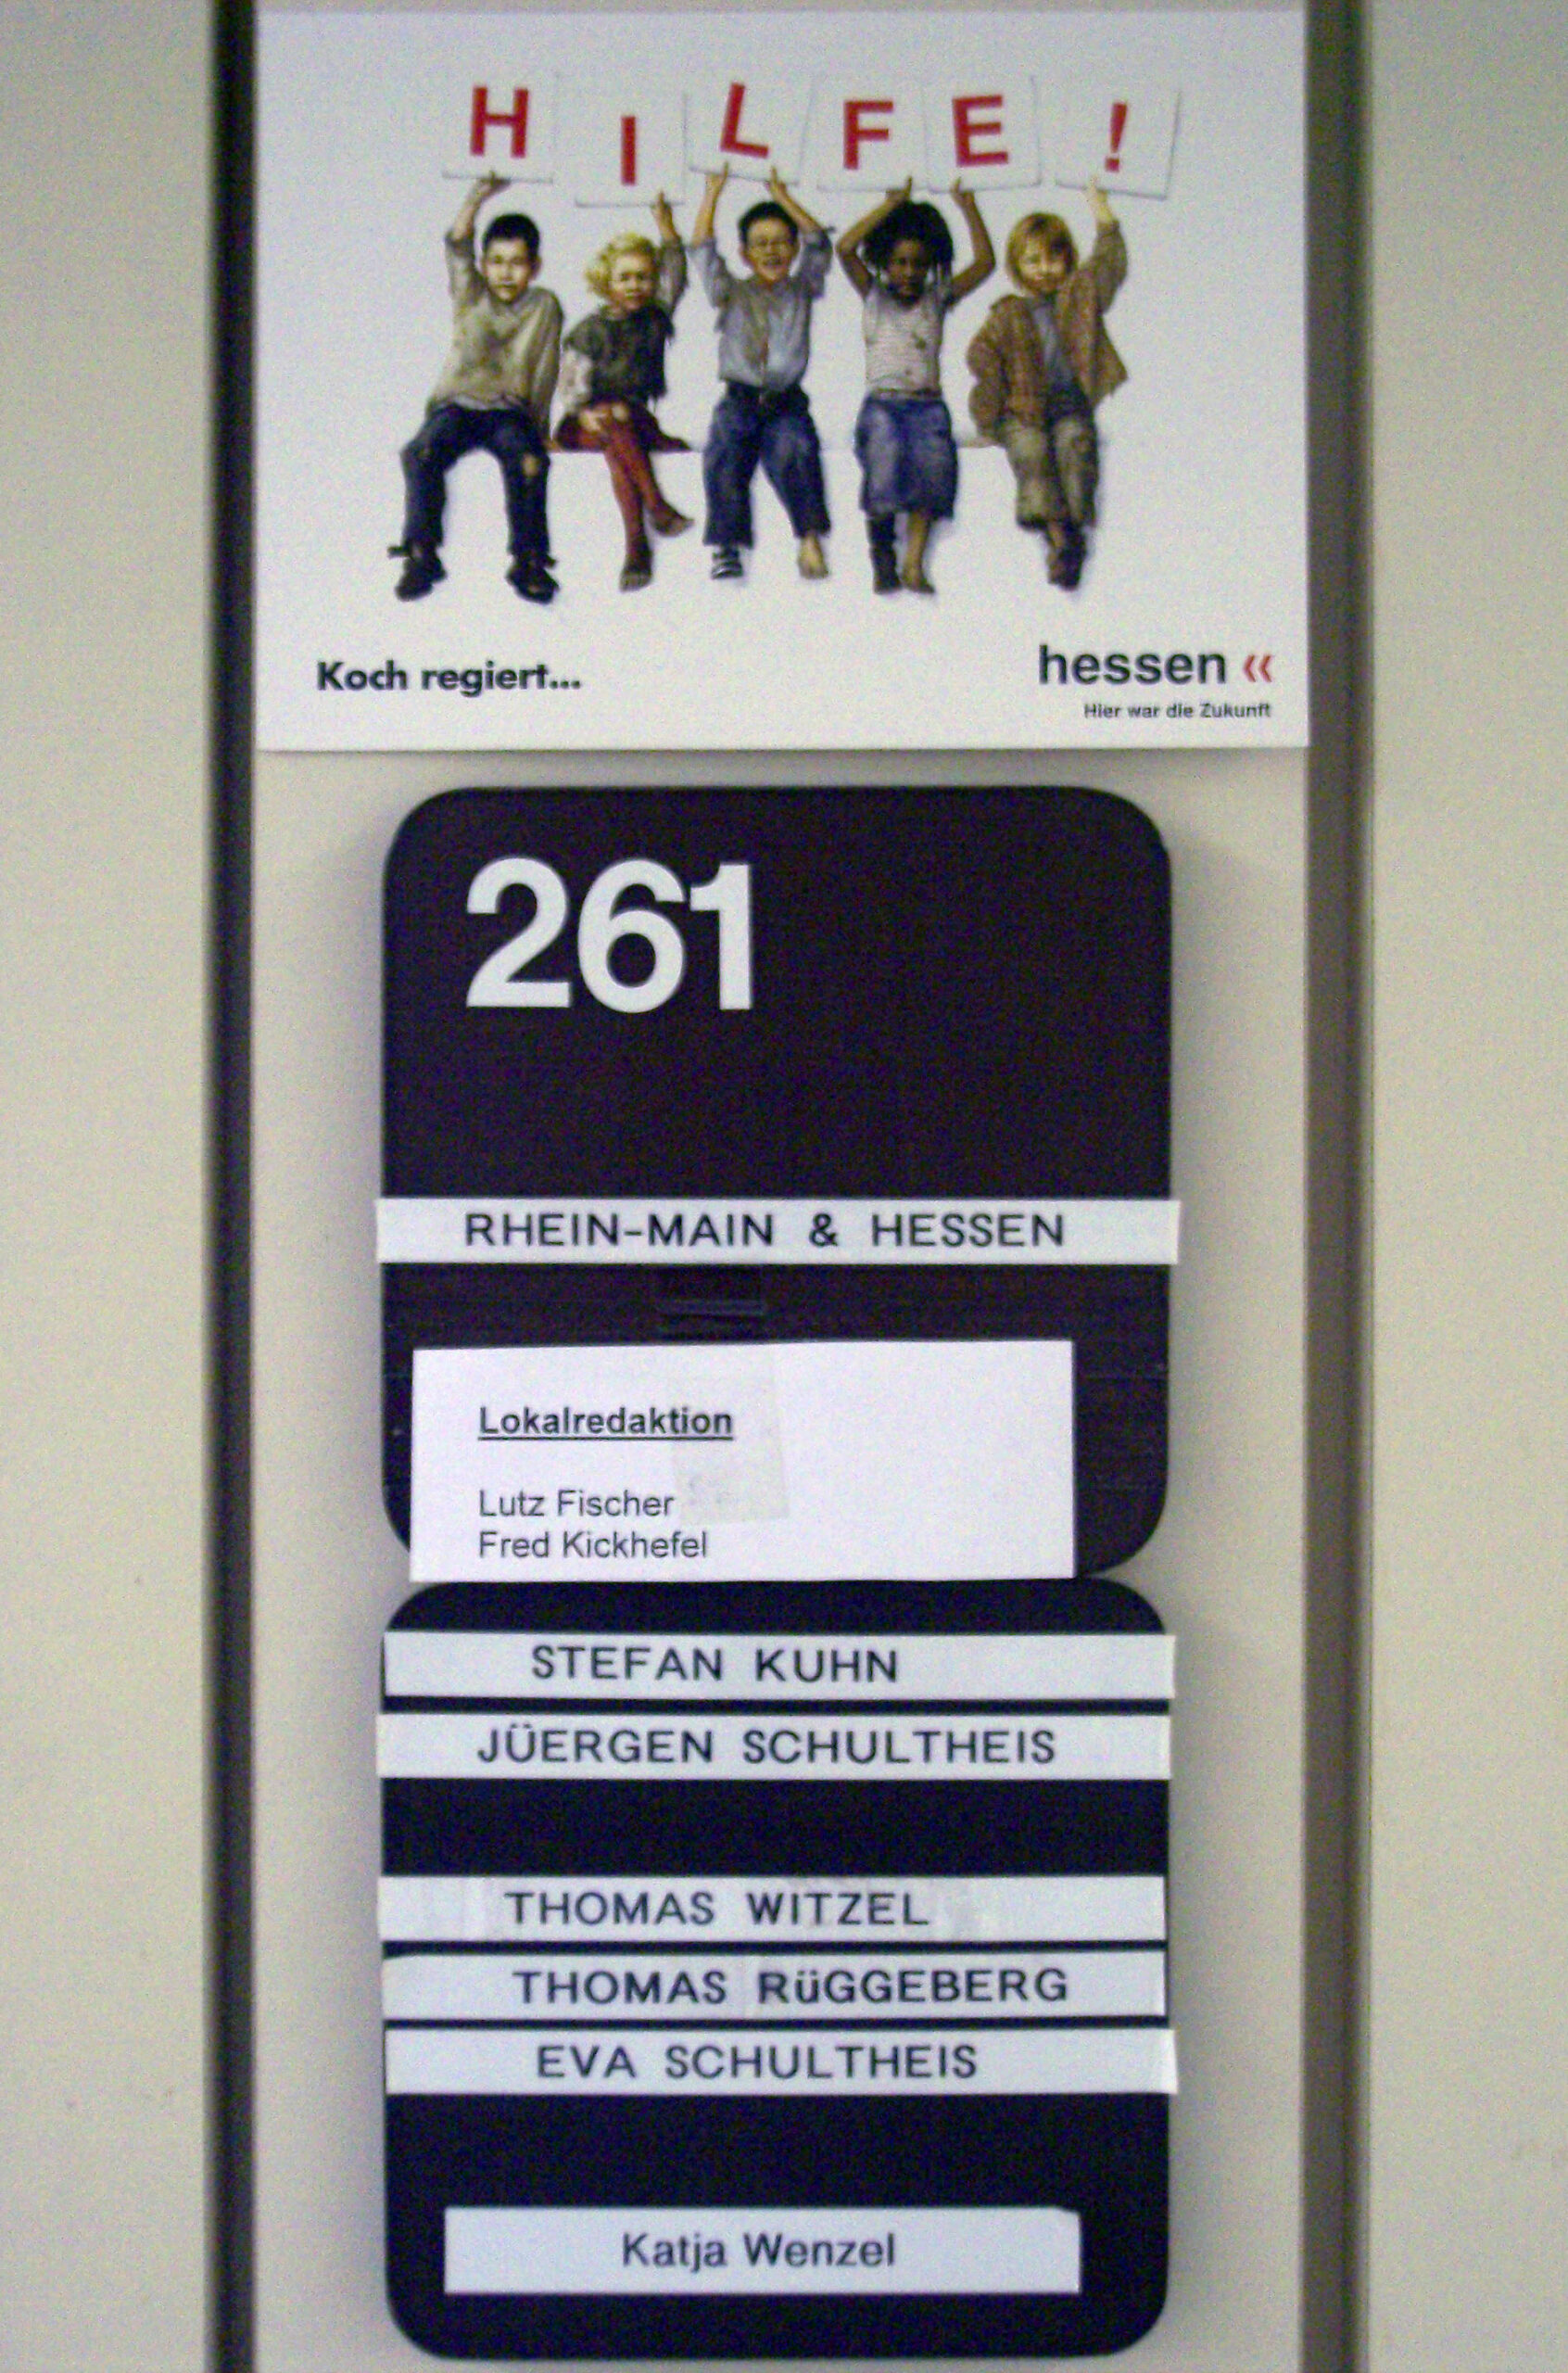 H I L F E !
Koch regiert...
hessen «
Hier war die Zukunft
261
RHEIN-MAIN & HESSEN
Lokalredaktion
Lutz Fischer
Fred Kickhefel
STEFAN KUHN
JÜERGEN SCHULTHEIS
THOMAS WITZEL
THOMAS RüGGEBERG
EVA SCHULTHEIS
Katja Wenzel